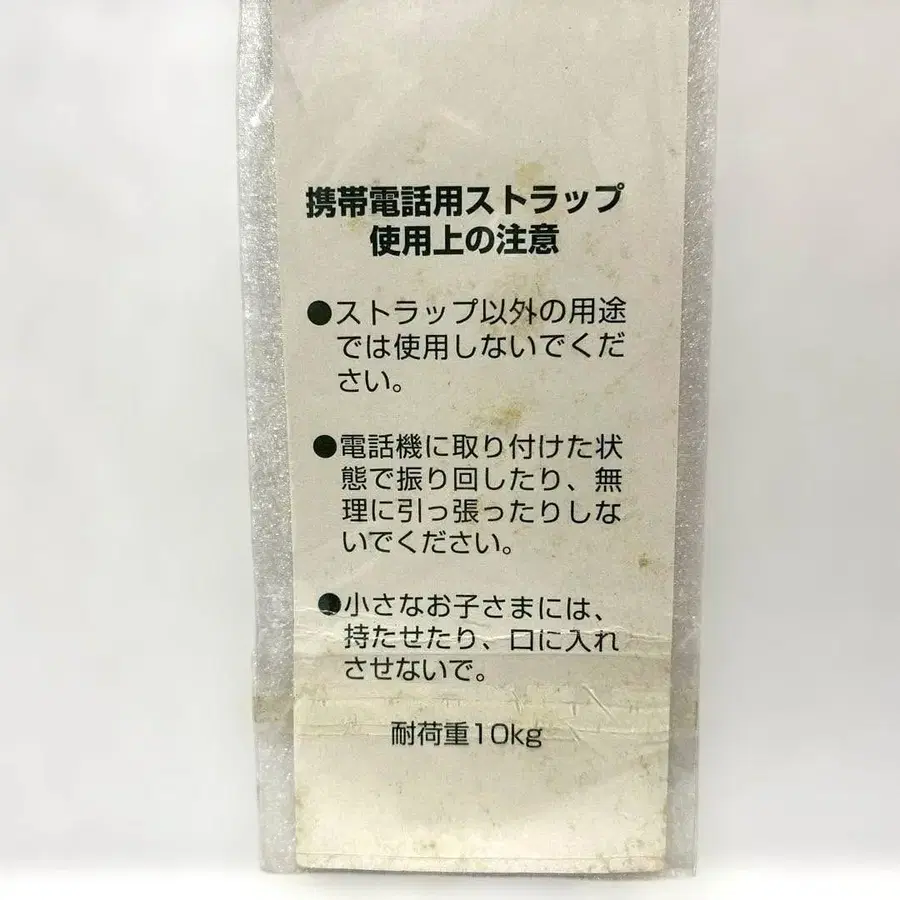 携帯電話用ストラップ
使用上の注意
●ストラップ以外の用途
では使用しないでくだ
さい。
●電話機に取り付けた状
態で振り回したり、無
理に引っ張ったりしな
いでください。
●小さなお子さまには、
持たせたり、口に入れ
させないで。
耐荷重10kg